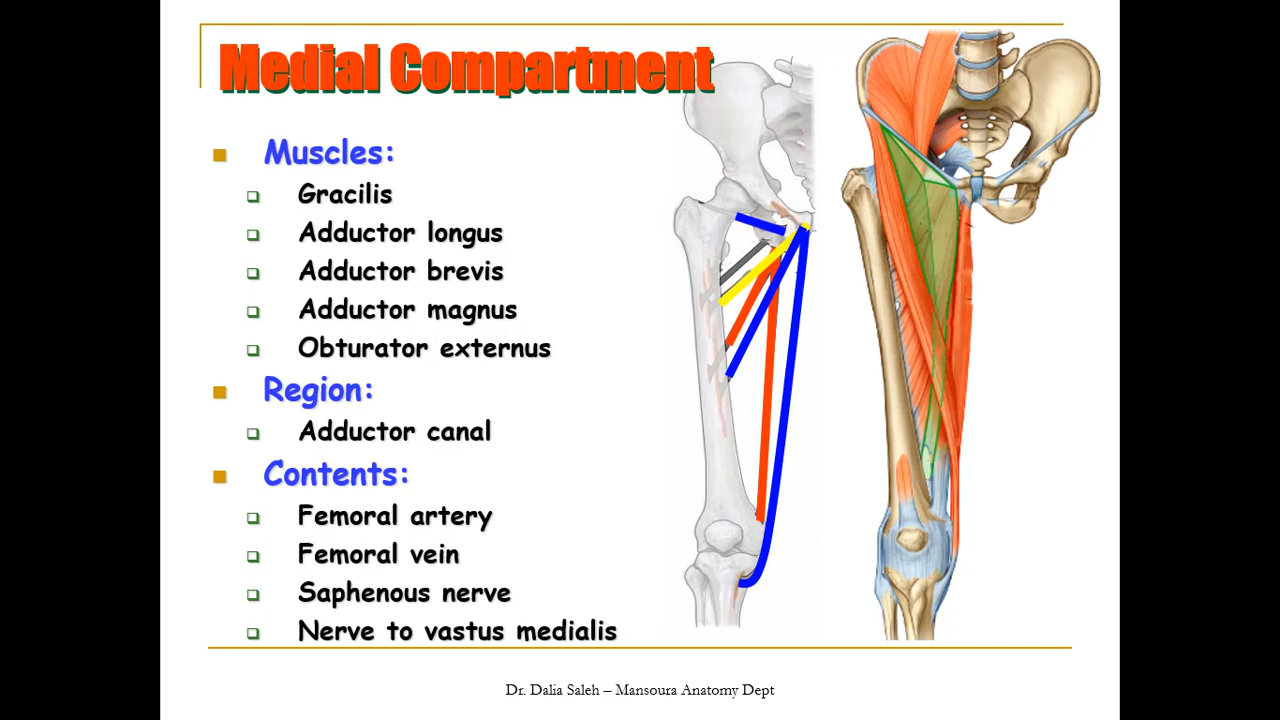 Medial Compartment
Muscles:
Gracilis
Adductor longus
Adductor brevis
Adductor magnus
Obturator externus
Region:
Adductor canal
Contents:
Femoral artery
Femoral vein
Saphenous nerve
Nerve to vastus medialis
Dr. Dalia Saleh – Mansoura Anatomy Dept